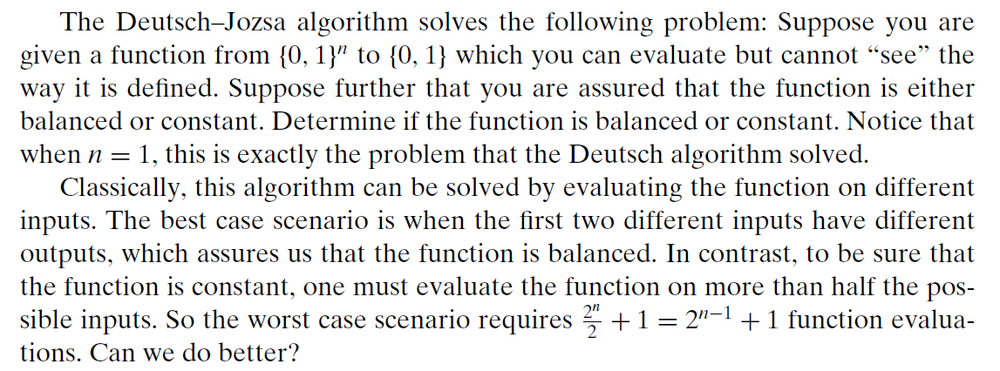 The Deutsch–Jozsa algorithm solves the following problem: Suppose you are
given a function from {0, 1}ⁿ to {0, 1} which you can evaluate but cannot “see” the
way it is defined. Suppose further that you are assured that the function is either
balanced or constant. Determine if the function is balanced or constant. Notice that
when n = 1, this is exactly the problem that the Deutsch algorithm solved.
Classically, this algorithm can be solved by evaluating the function on different
inputs. The best case scenario is when the first two different inputs have different
outputs, which assures us that the function is balanced. In contrast, to be sure that
the function is constant, one must evaluate the function on more than half the pos-
sible inputs. So the worst case scenario requires 2ⁿ/2 + 1 = 2ⁿ⁻¹ + 1 function evalua-
tions. Can we do better?